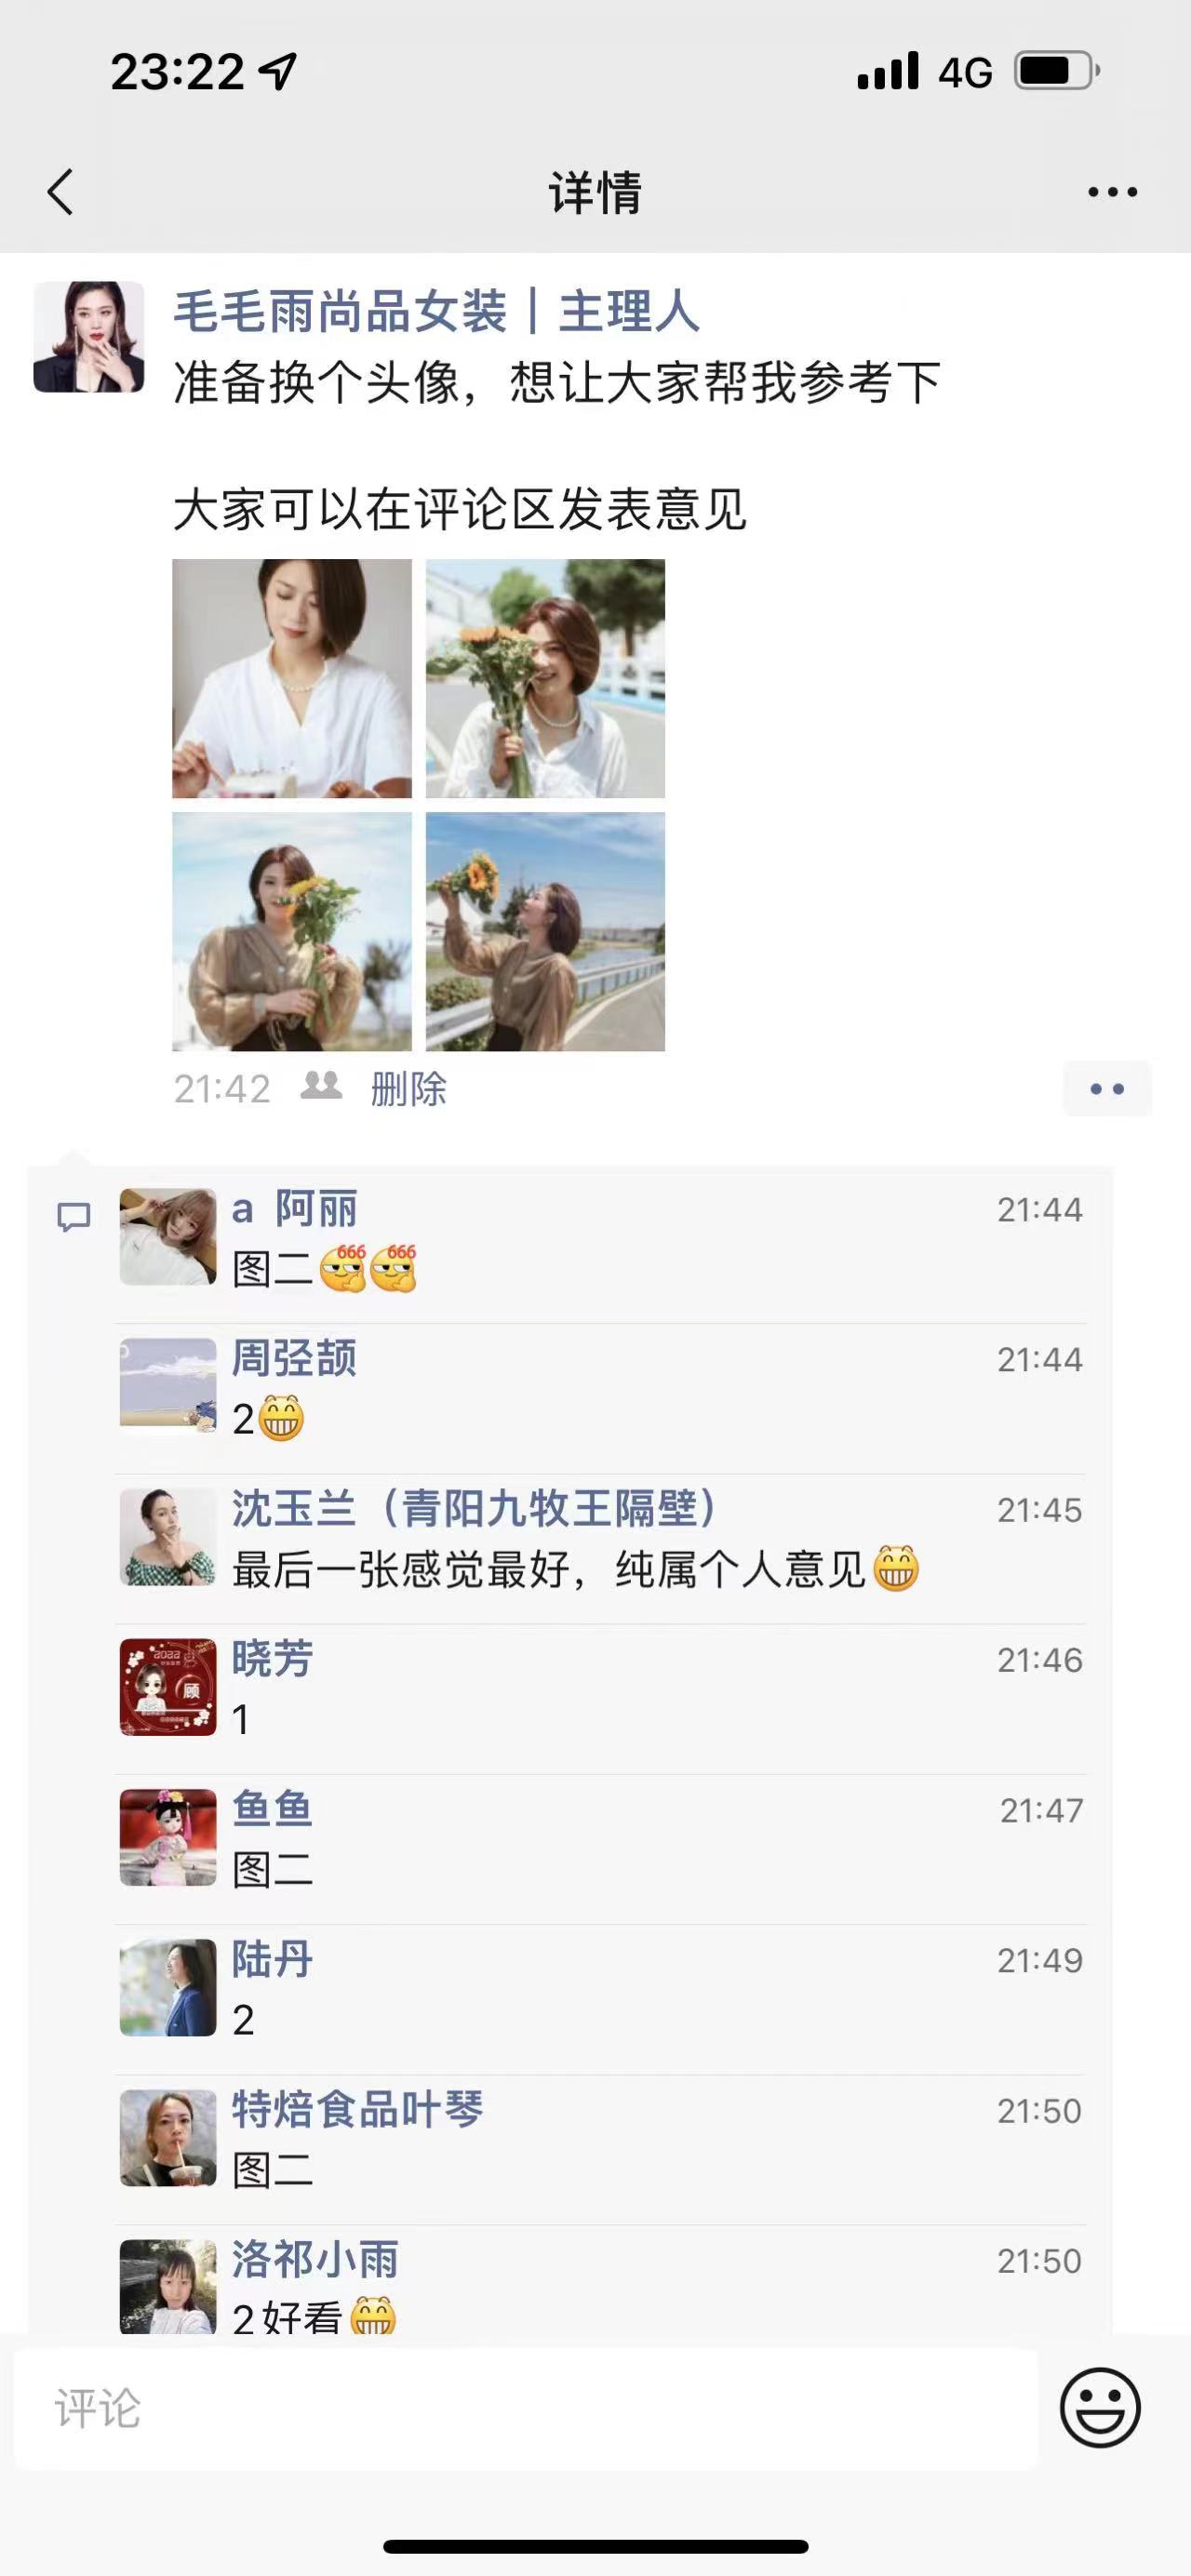 23:22
4G
详情
毛毛雨尚品女装｜主理人
准备换个头像，想让大家帮我参考下
大家可以在评论区发表意见
21:42 删除
a 阿丽 21:44
图二
周弪颉 21:44
2
沈玉兰（青阳九牧王隔壁） 21:45
最后一张感觉最好，纯属个人意见
晓芳 21:46
1
鱼鱼 21:47
图二
陆丹 21:49
2
特焙食品叶琴 21:50
图二
洛祁小雨 21:50
2好看
评论